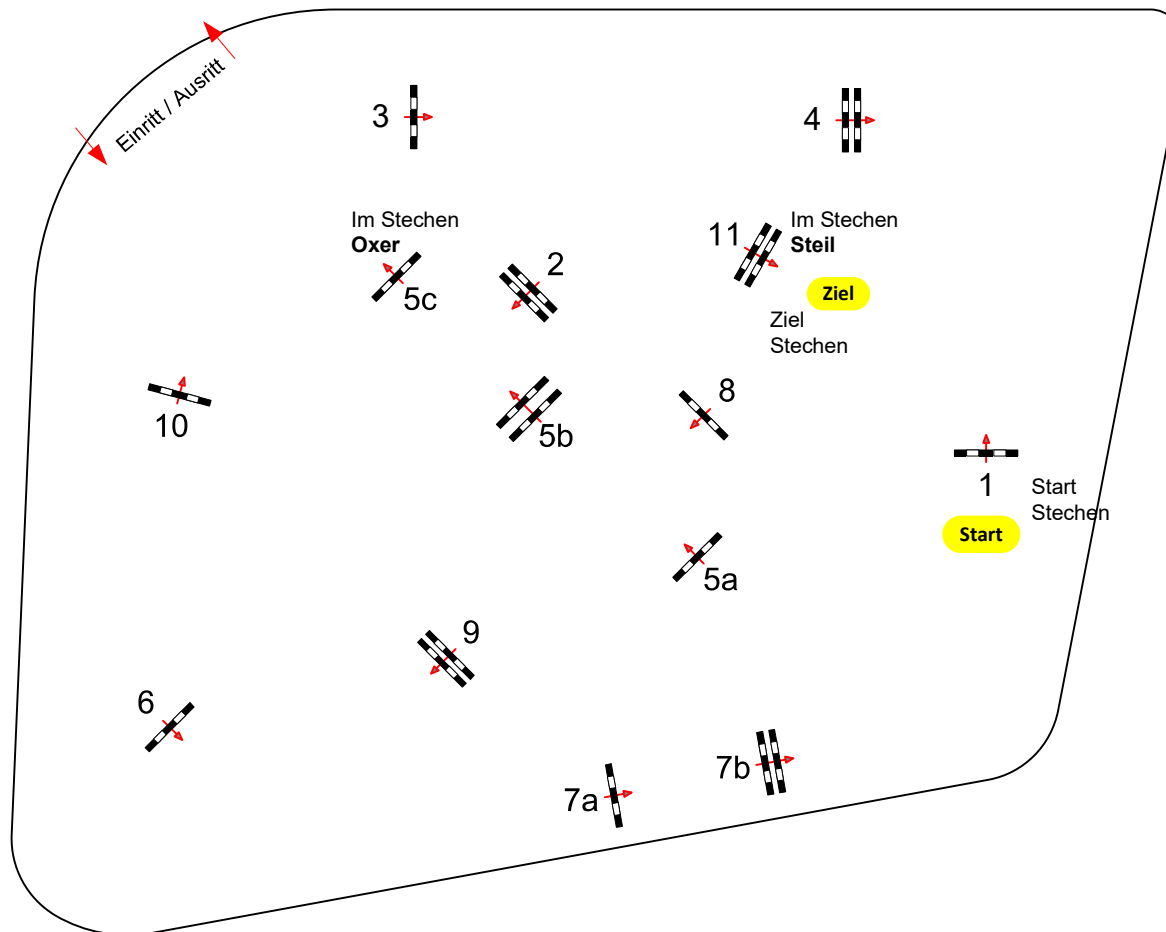 Einritt / Ausritt
3
4
Im Stechen
Oxer
5c
2
11
Im Stechen
Steil
Ziel
Ziel
Stechen
10
5b
8
1
Start
Stechen
Start
5a
9
6
7a
7b